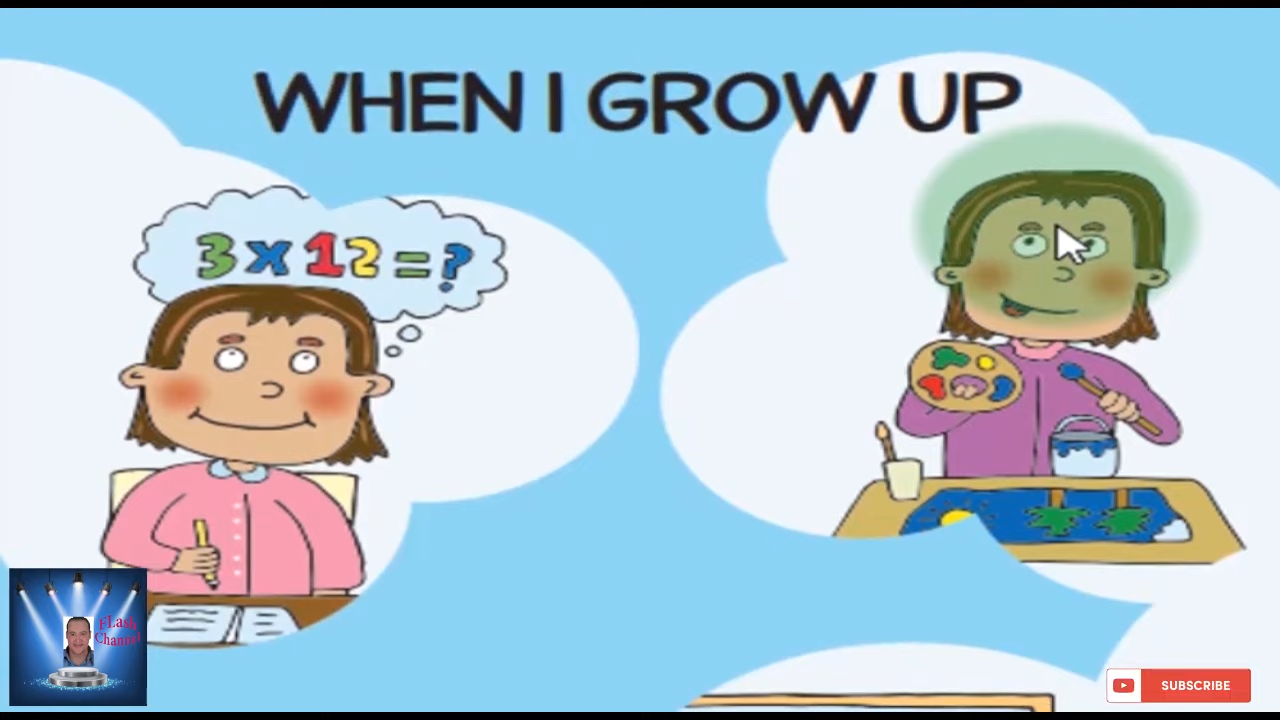 WHEN I GROW UP
3 x 12 = ?
FLash
Channel
SUBSCRIBE